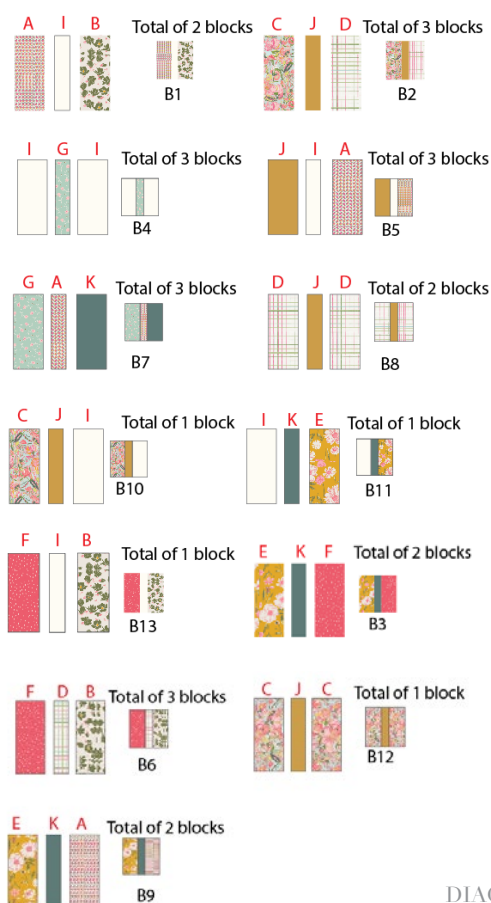 A I B Total of 2 blocks
B1
C J D Total of 3 blocks
B2
I G I Total of 3 blocks
B4
J I A Total of 3 blocks
B5
G A K Total of 3 blocks
B7
D J D Total of 2 blocks
B8
C J I Total of 1 block
B10
I K E Total of 1 block
B11
F I B Total of 1 block
B13
E K F Total of 2 blocks
B3
F D B Total of 3 blocks
B6
C J C Total of 1 block
B12
E K A Total of 2 blocks
B9
DIAG